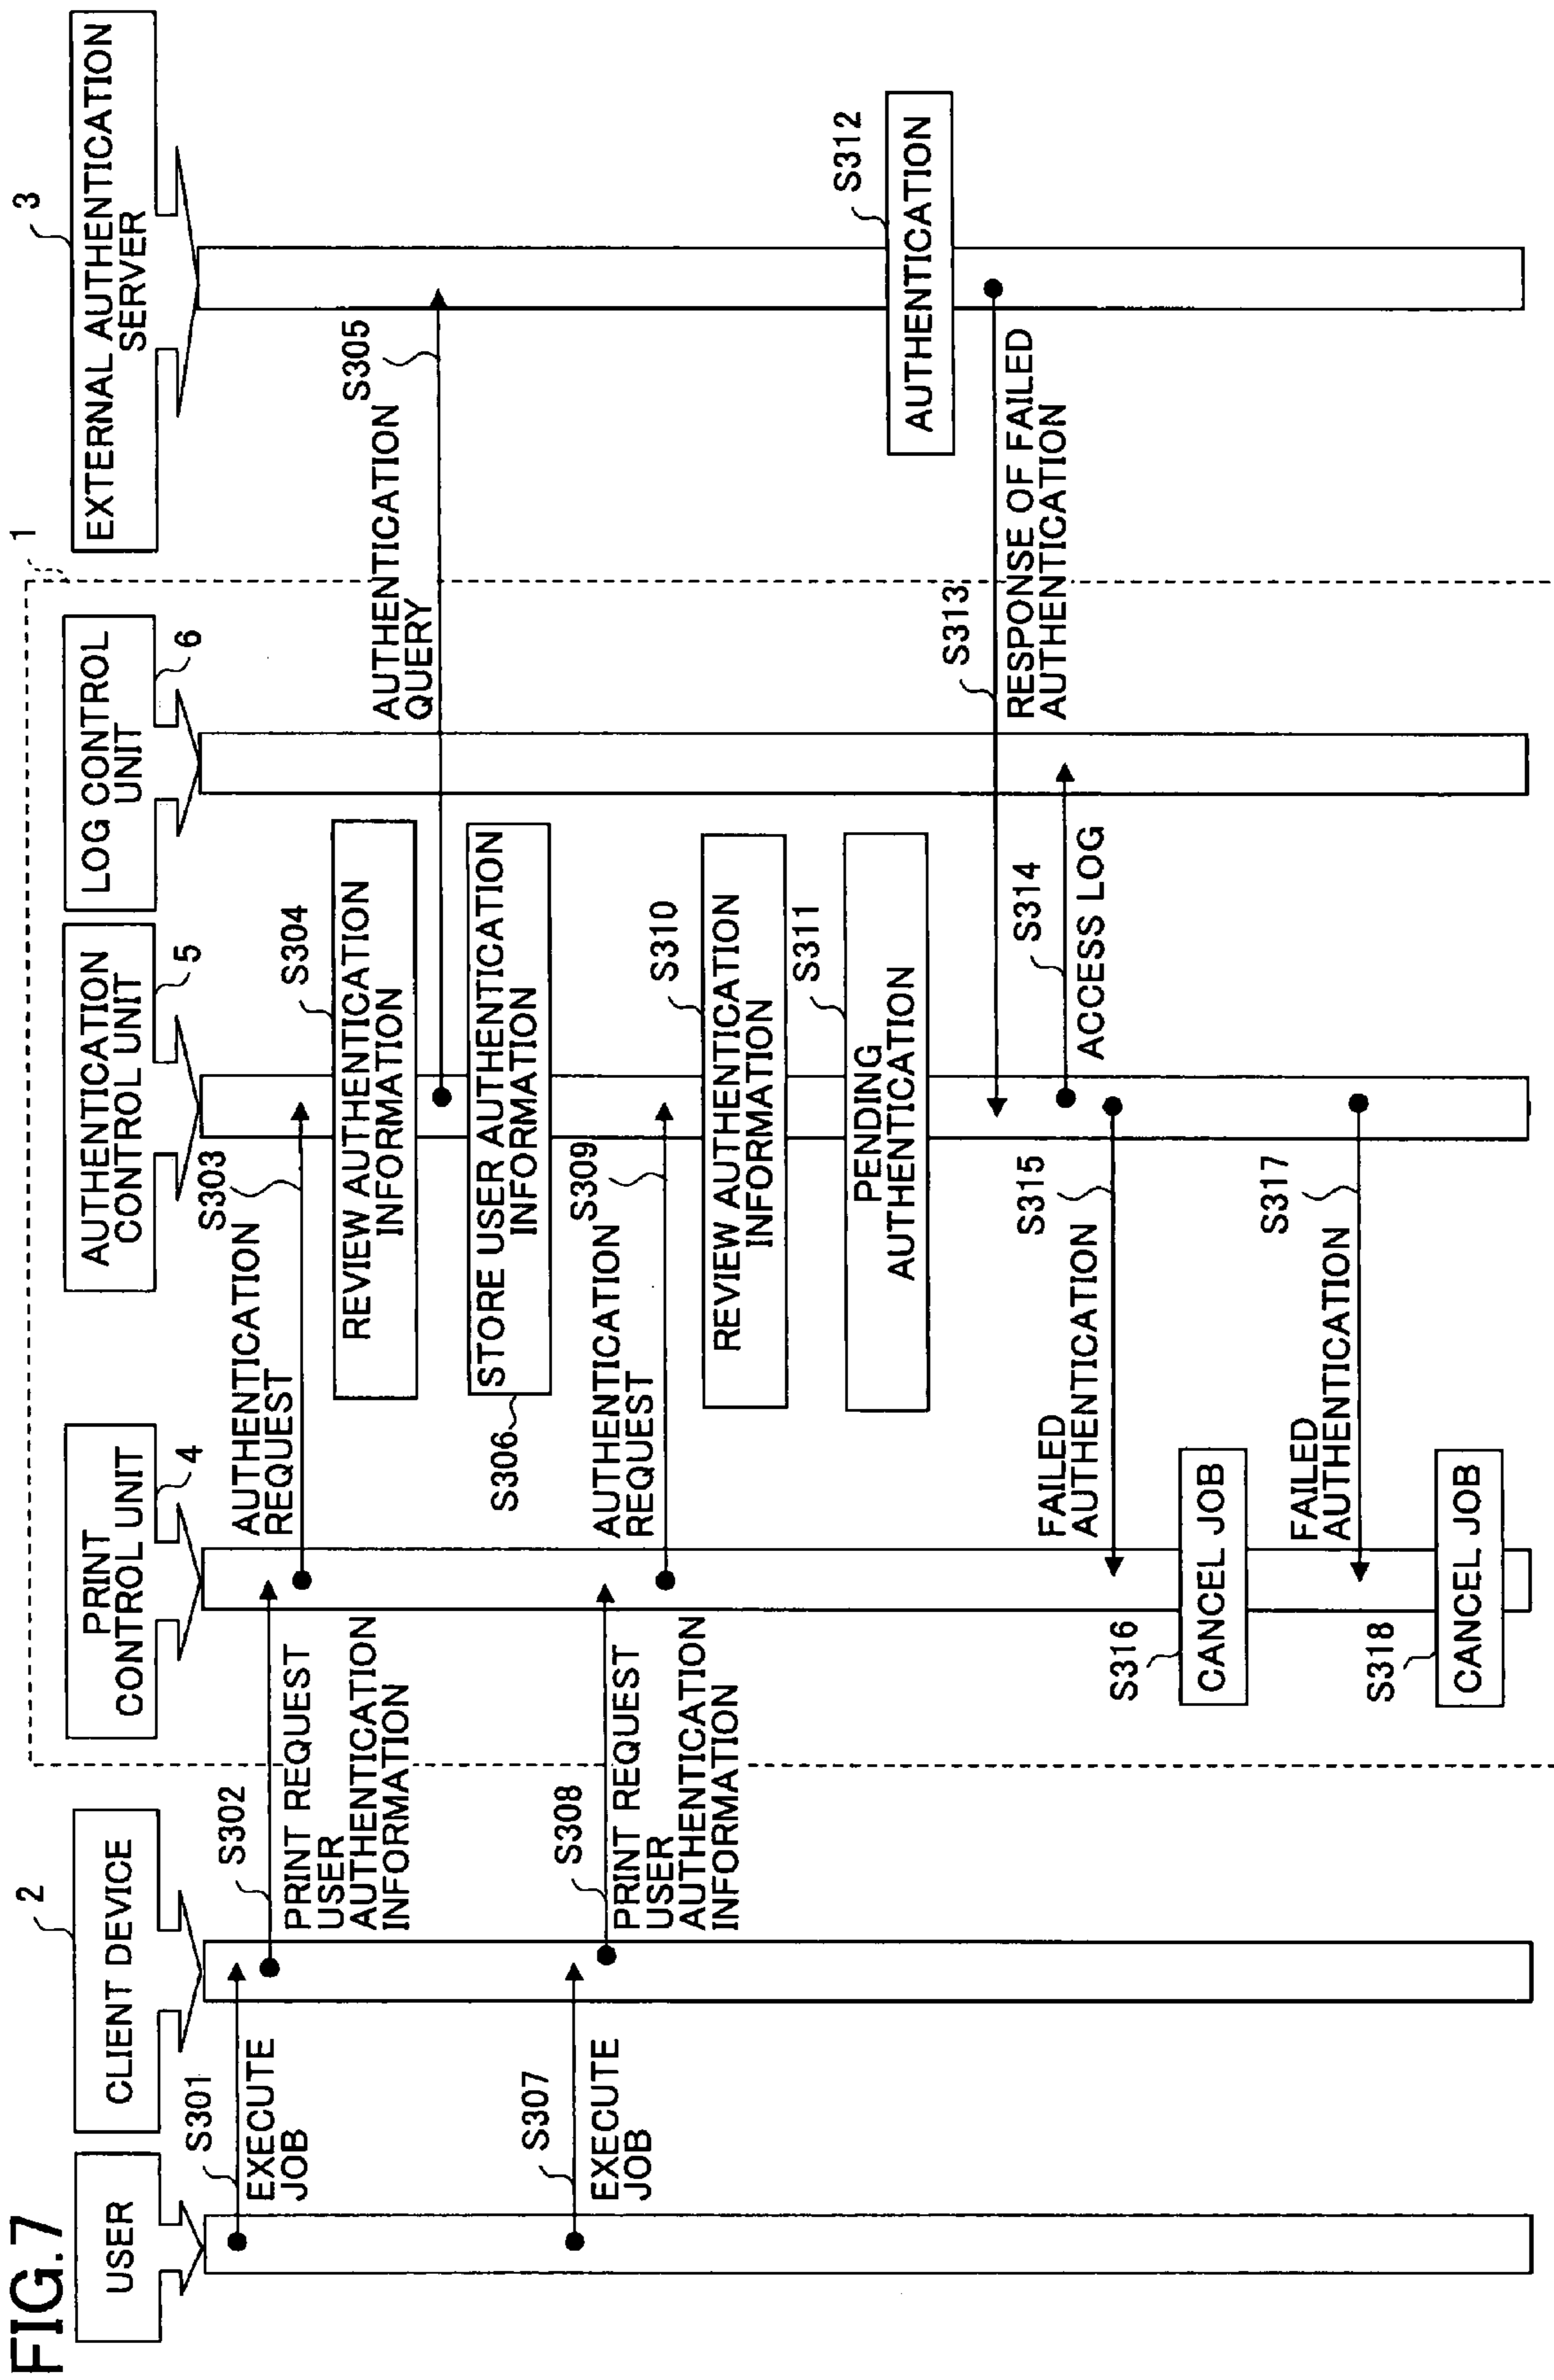 FIG.7
USER
CLIENT DEVICE
2
PRINT
CONTROL UNIT
4
AUTHENTICATION
CONTROL UNIT
5
LOG CONTROL
UNIT
6
1
EXTERNAL AUTHENTICATION
SERVER
3
S301
EXECUTE
JOB
S302
PRINT REQUEST
USER
AUTHENTICATION
INFORMATION
S303
AUTHENTICATION
REQUEST
S304
REVIEW AUTHENTICATION
INFORMATION
S305
AUTHENTICATION
QUERY
S306
STORE USER AUTHENTICATION
INFORMATION
S307
EXECUTE
JOB
S308
PRINT REQUEST
USER
AUTHENTICATION
INFORMATION
S309
AUTHENTICATION
REQUEST
S310
REVIEW AUTHENTICATION
INFORMATION
S311
PENDING
AUTHENTICATION
S312
AUTHENTICATION
S313
RESPONSE OF FAILED
AUTHENTICATION
S314
ACCESS LOG
S315
FAILED
AUTHENTICATION
S316
CANCEL JOB
S317
FAILED
AUTHENTICATION
S318
CANCEL JOB